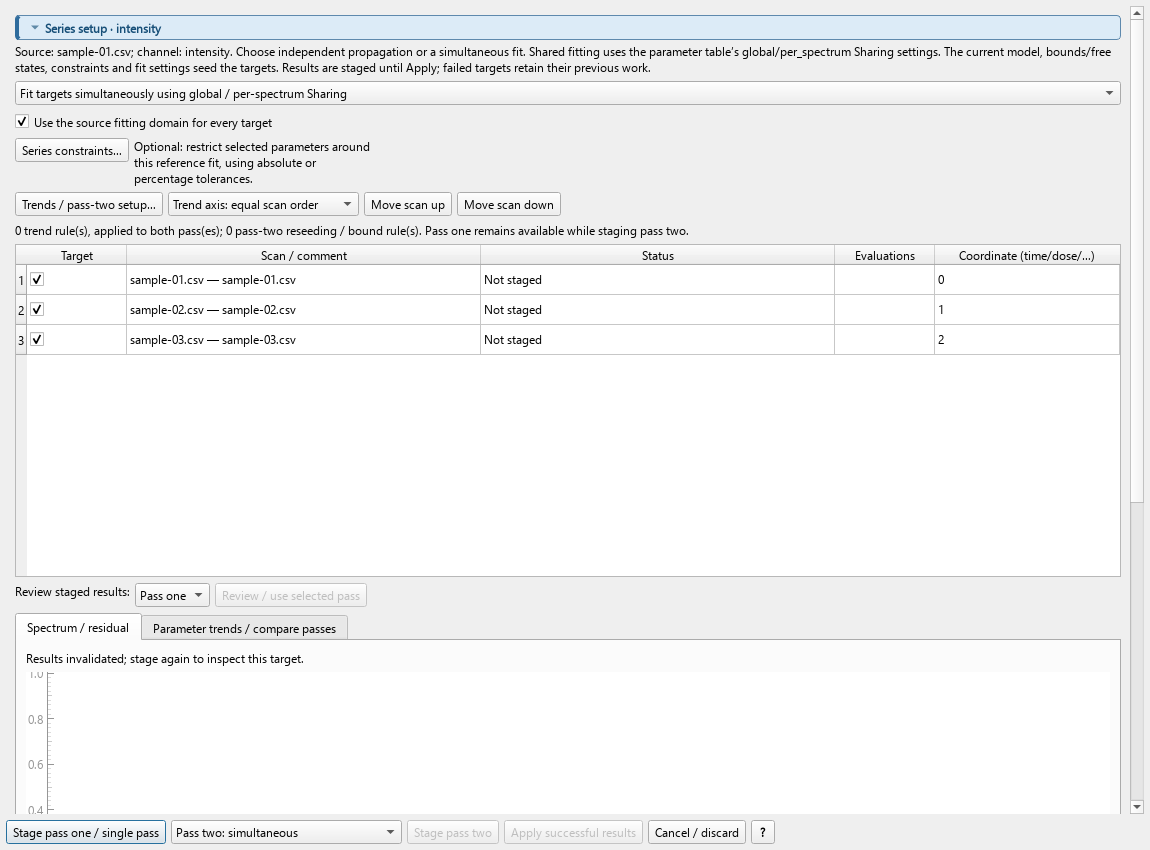 Series setup · intensity
Source: sample-01.csv; channel: intensity. Choose independent propagation or a simultaneous fit. Shared fitting uses the parameter table's global/per_spectrum Sharing settings. The current model, bounds/free
states, constraints and fit settings seed the targets. Results are staged until Apply; failed targets retain their previous work.
Fit targets simultaneously using global / per-spectrum Sharing
Use the source fitting domain for every target
Series constraints...
Optional: restrict selected parameters around
this reference fit, using absolute or
percentage tolerances.
Trends / pass-two setup... Trend axis: equal scan order Move scan up Move scan down
0 trend rule(s), applied to both pass(es); 0 pass-two reseeding / bound rule(s). Pass one remains available while staging pass two.
Target Scan / comment Status Evaluations Coordinate (time/dose/...)
1 sample-01.csv — sample-01.csv Not staged 0
2 sample-02.csv — sample-02.csv Not staged 1
3 sample-03.csv — sample-03.csv Not staged 2
Review staged results: Pass one Review / use selected pass
Spectrum / residual Parameter trends / compare passes
Results invalidated; stage again to inspect this target.
1.0
0.8
0.6
0.4
Stage pass one / single pass Pass two: simultaneous Stage pass two Apply successful results Cancel / discard ?